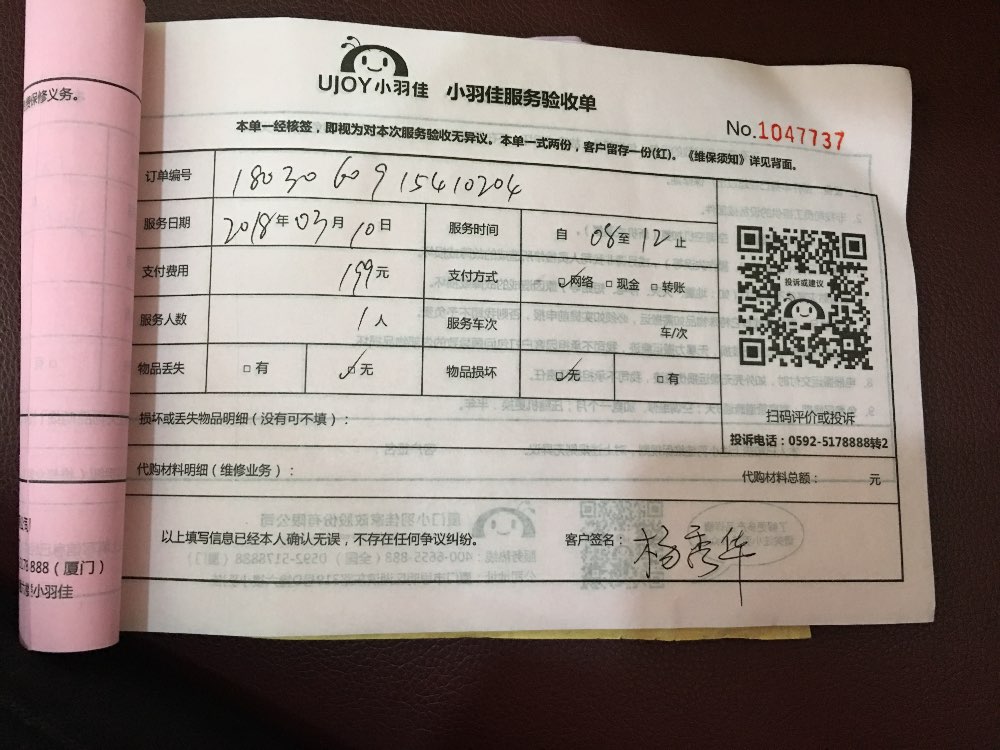 UJOY小羽佳 小羽佳服务验收单
No.1047737
本单一经核签，即视为对本次服务验收无异议。本单一式两份，客户留存一份(红)。《维保须知》详见背面。
订单编号 1803060915410204
服务日期 2018年03月10日 服务时间 自08至12止
支付费用 199元 支付方式 ☑网络 □现金 □转账
服务人数 1人 服务车次 车/次
物品丢失 □有 ☑无 物品损坏 ☑无 □有
投诉或建议
扫码评价或投诉
投诉电话：0592-5178888转2
损坏或丢失物品明细（没有可不填）：
代购材料明细（维修业务）： 代购材料总额： 元
以上填写信息已经本人确认无误，不存在任何争议纠纷。 客户签名：杨秀华
保修义务。
888（厦门）
小羽佳